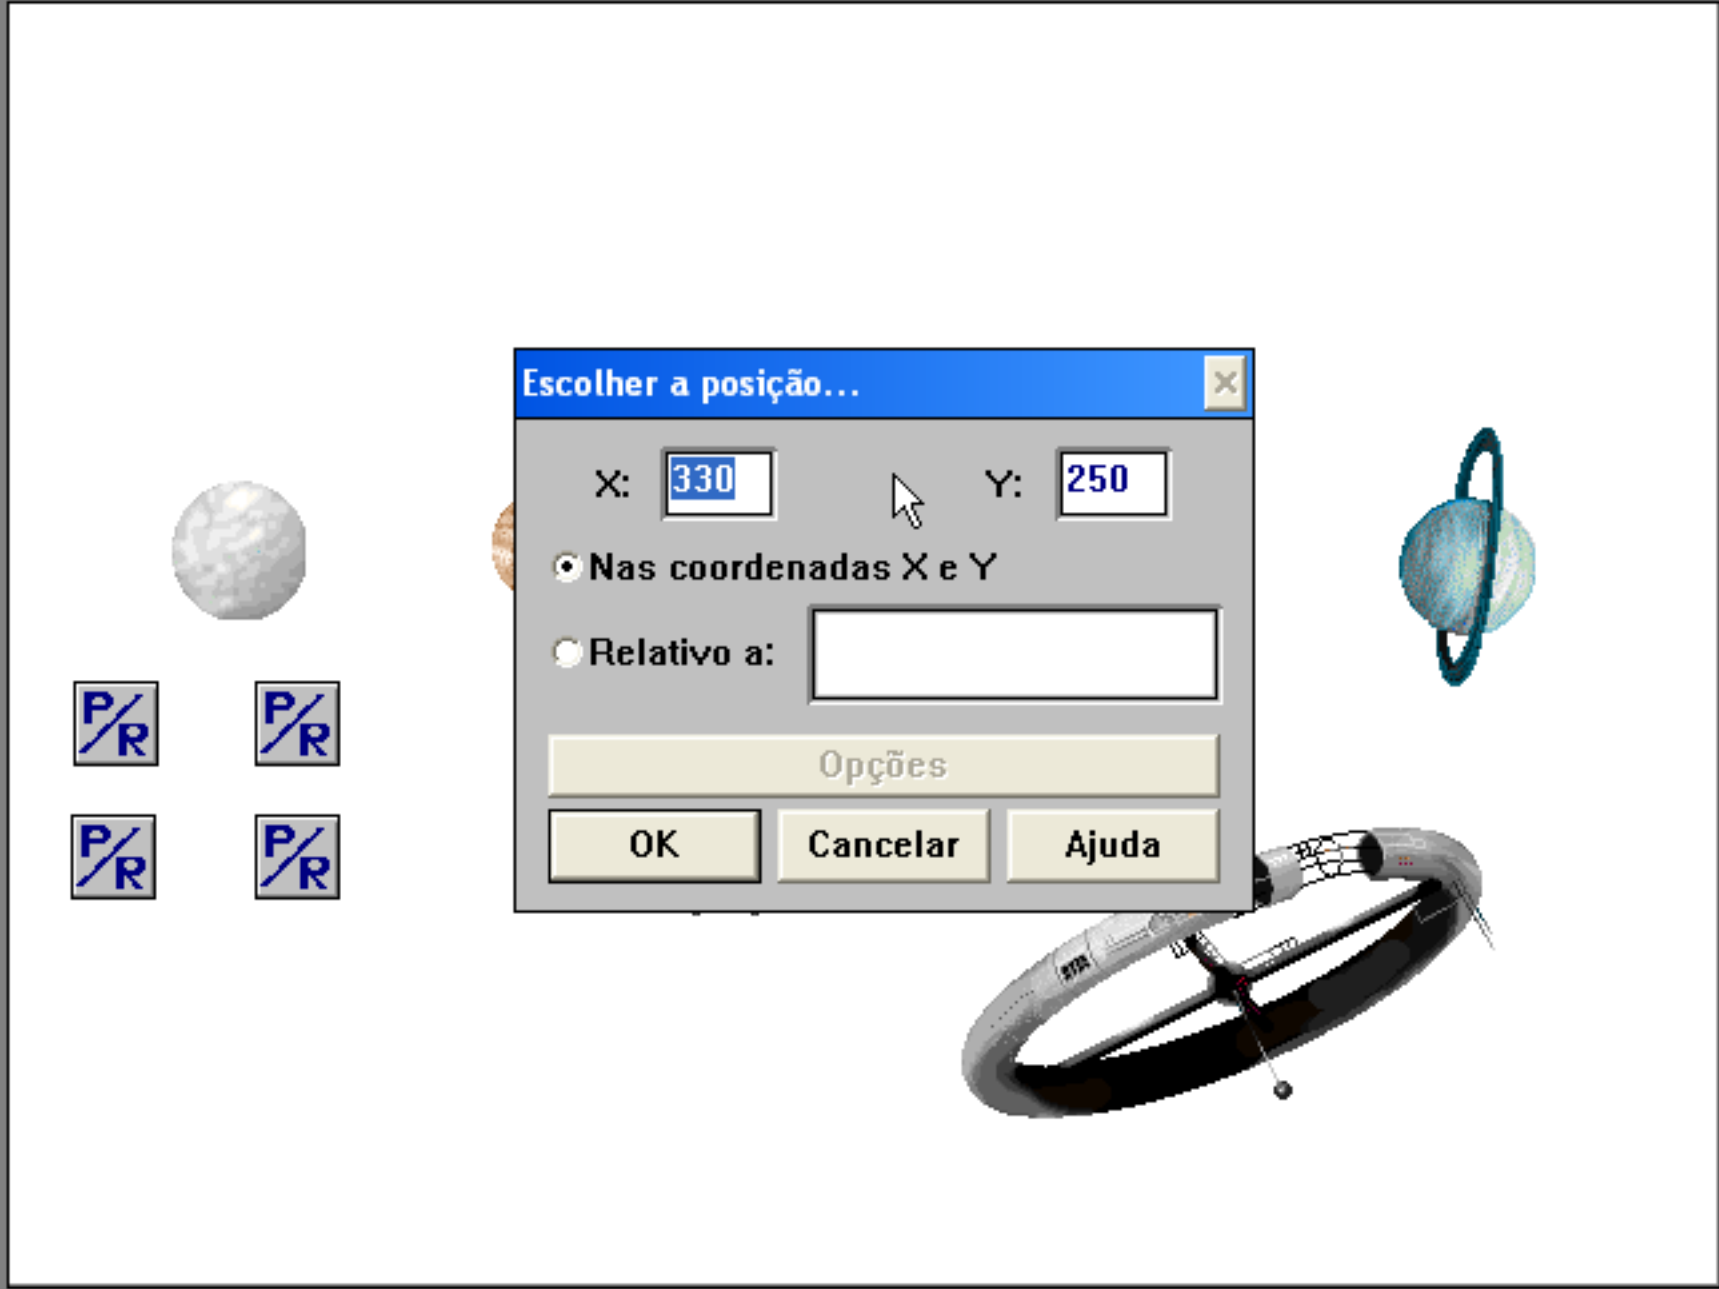 Escolher a posição...
X: 330 Y: 250
Nas coordenadas X e Y
Relativo a:
P/R P/R
Opções
P/R P/R
OK Cancelar Ajuda